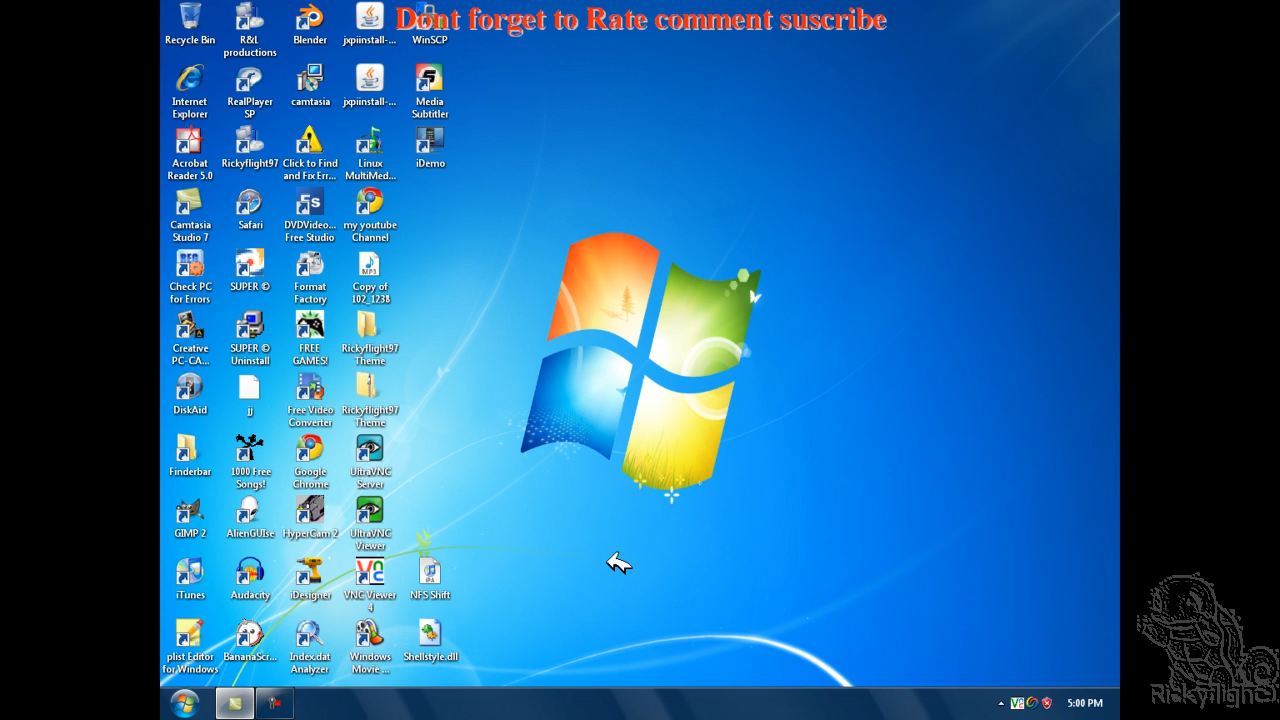 Dont forget to Rate comment suscribe
Recycle Bin
R&L
productions
Blender
jxpiinstall-...
WinSCP
Internet
Explorer
RealPlayer
SP
camtasia
jxpiinstall-...
Media
Subtitler
Acrobat
Reader 5.0
Rickyflight97
Click to Find
and Fix Err...
Linux
MultiMed...
iDemo
Camtasia
Studio 7
Safari
DVDVideo...
Free Studio
my youtube
Channel
Check PC
for Errors
SUPER ©
Format
Factory
Copy of
102_1238
Creative
PC-CA...
SUPER ©
Uninstall
FREE
GAMES!
Rickyflight97
Theme
DiskAid
jj
Free Video
Converter
Rickyflight97
Theme
Finderbar
1000 Free
Songs!
Google
Chrome
UltraVNC
Server
GIMP 2
AlienGUIse
HyperCam 2
UltraVNC
Viewer
iTunes
Audacity
iDesigner
VNC Viewer
4
NFS Shift
plist Editor
for Windows
BananaScr...
Index.dat
Analyzer
Windows
Movie ...
Shellstyle.dll
5:00 PM